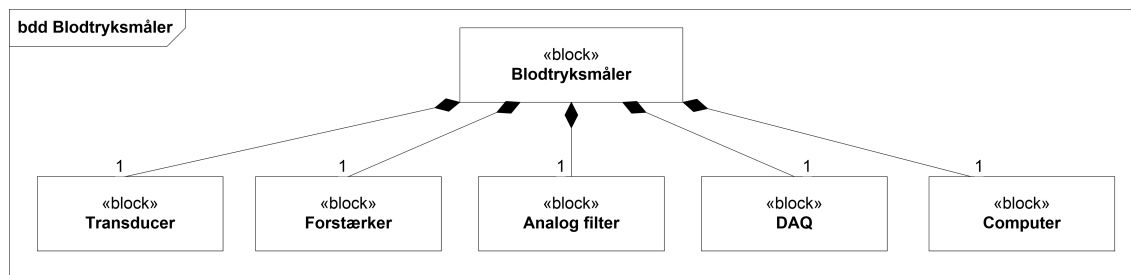 bdd Blodtryksmåler
«block»
Blodtryksmåler
1
1
1
1
1
«block»
Transducer
«block»
Forstærker
«block»
Analog filter
«block»
DAQ
«block»
Computer